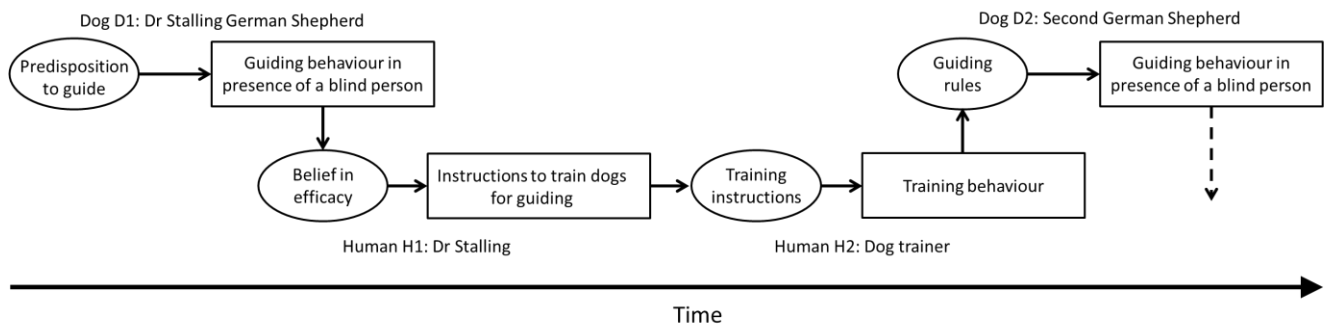 Dog D1: Dr Stalling German Shepherd
Predisposition
to guide
Guiding behaviour in
presence of a blind person
Belief in
efficacy
Instructions to train dogs
for guiding
Human H1: Dr Stalling
Training
instructions
Training behaviour
Human H2: Dog trainer
Dog D2: Second German Shepherd
Guiding
rules
Guiding behaviour in
presence of a blind person
Time